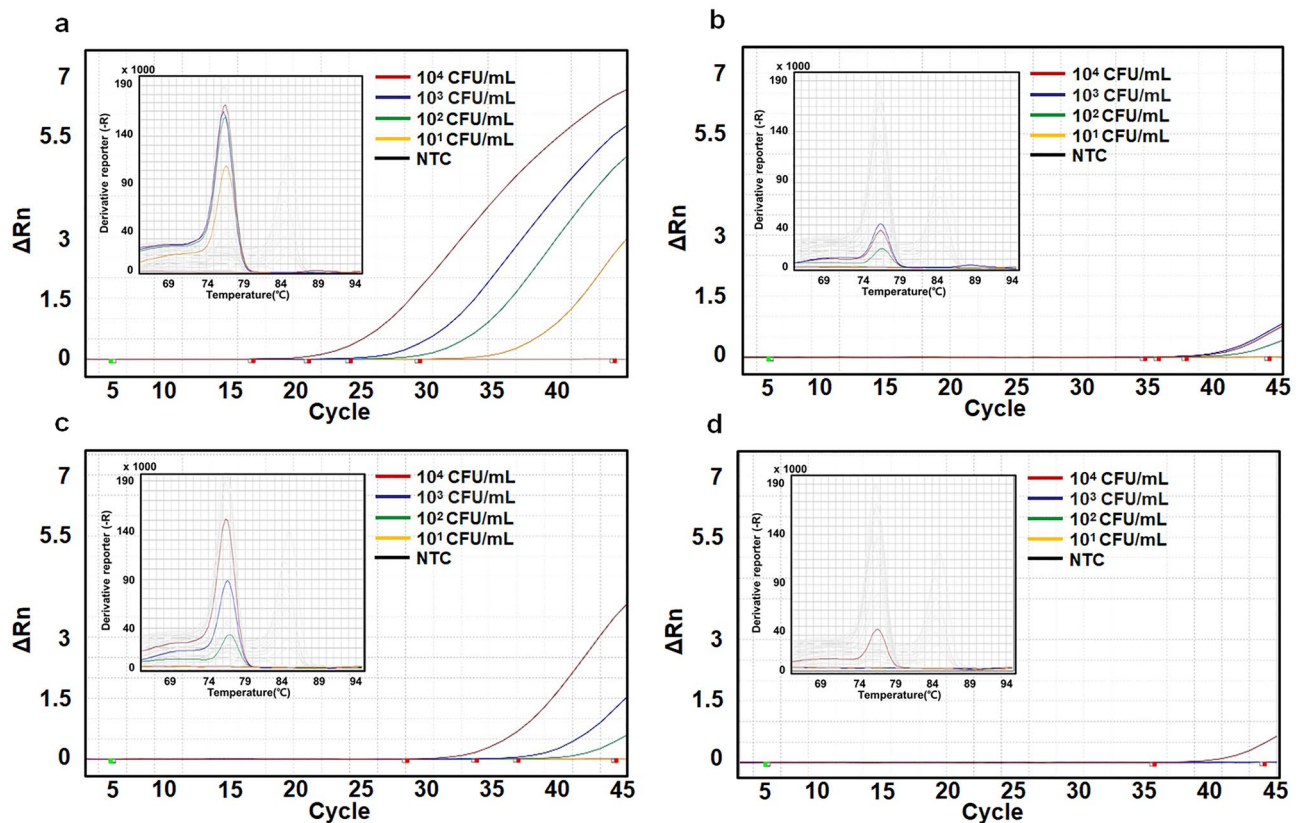 a
7
5.5
3
1.5
0
ΔRn
5 10 15 20 25 30 35 40 45
Cycle
x 1000
190
140
90
40
0
Derivative reporter (-R)
69 74 79 84 89 94
Temperature(℃)
10⁴ CFU/mL
10³ CFU/mL
10² CFU/mL
10¹ CFU/mL
NTC
b
7
5.5
3
1.5
0
ΔRn
5 10 15 20 25 30 35 40 45
Cycle
x 1000
190
140
90
40
0
Derivative reporter (-R)
69 74 79 84 89 94
Temperature(℃)
10⁴ CFU/mL
10³ CFU/mL
10² CFU/mL
10¹ CFU/mL
NTC
c
7
5.5
3
1.5
0
ΔRn
5 10 15 20 25 30 35 40 45
Cycle
x 1000
190
140
90
40
0
Derivative reporter (-R)
69 74 79 84 89 94
Temperature(℃)
10⁴ CFU/mL
10³ CFU/mL
10² CFU/mL
10¹ CFU/mL
NTC
d
7
5.5
3
1.5
0
ΔRn
5 10 15 20 25 30 35 40 45
Cycle
x 1000
190
140
90
40
0
Derivative reporter (-R)
69 74 79 84 89 94
Temperature(℃)
10⁴ CFU/mL
10³ CFU/mL
10² CFU/mL
10¹ CFU/mL
NTC